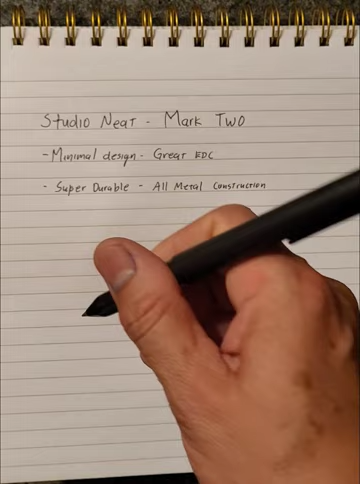 Studio Neat - Mark Two
- Minimal design - Great EDC
- Super Durable - All Metal Construction